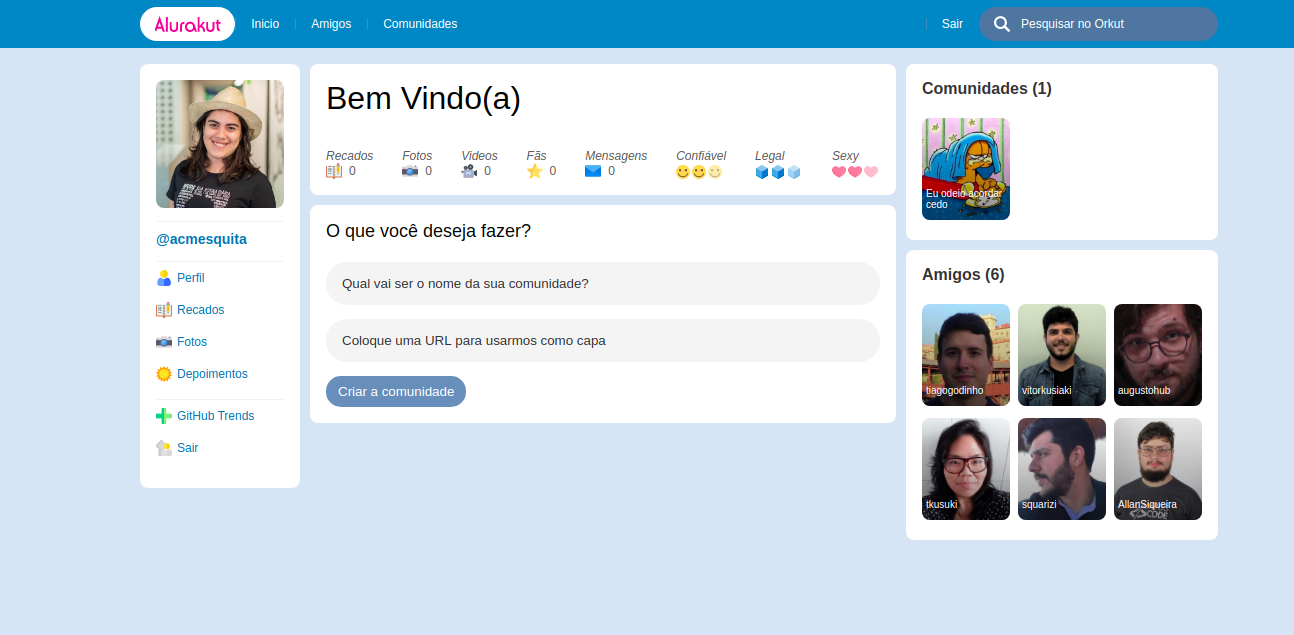 Alurakut
Inicio
Amigos
Comunidades
Sair
Pesquisar no Orkut
@acmesquita
Perfil
Recados
Fotos
Depoimentos
GitHub Trends
Sair
Bem Vindo(a)
Recados Fotos Videos Fãs Mensagens Confiável Legal Sexy
0 0 0 0 0
O que você deseja fazer?
Qual vai ser o nome da sua comunidade?
Coloque uma URL para usarmos como capa
Criar a comunidade
Comunidades (1)
Eu odeio acordar
cedo
Amigos (6)
tiagogodinho
vitorkusiaki
augustohub
tkusuki
squarizi
AllanSiqueira
CODE